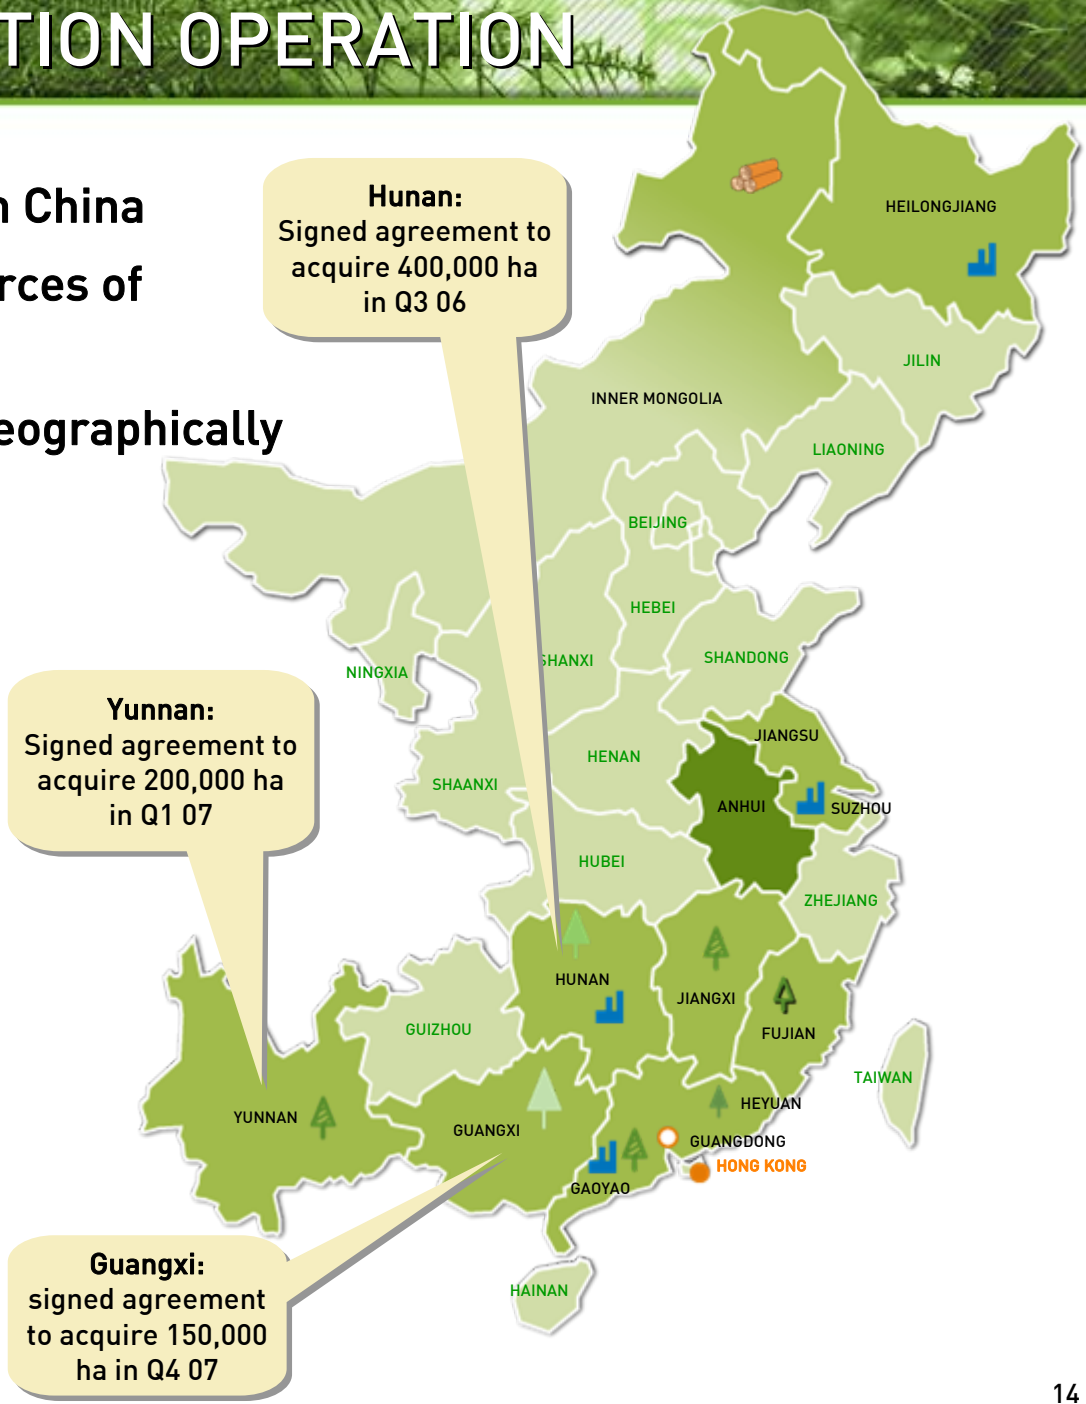 TION OPERATION
n China
rces of
eographically
Hunan:
Signed agreement to
acquire 400,000 ha
in Q3 06
HEILONGJIANG
JILIN
INNER MONGOLIA
LIAONING
BEIJING
HEBEI
SHANXI
SHANDONG
NINGXIA
Yunnan:
Signed agreement to
acquire 200,000 ha
in Q1 07
JIANGSU
HENAN
SHAANXI
ANHUI
SUZHOU
HUBEI
ZHEJIANG
HUNAN
JIANGXI
GUIZHOU
FUJIAN
TAIWAN
HEYUAN
YUNNAN
GUANGXI
GUANGDONG
HONG KONG
GAOYAO
Guangxi:
signed agreement
to acquire 150,000
ha in Q4 07
HAINAN
14